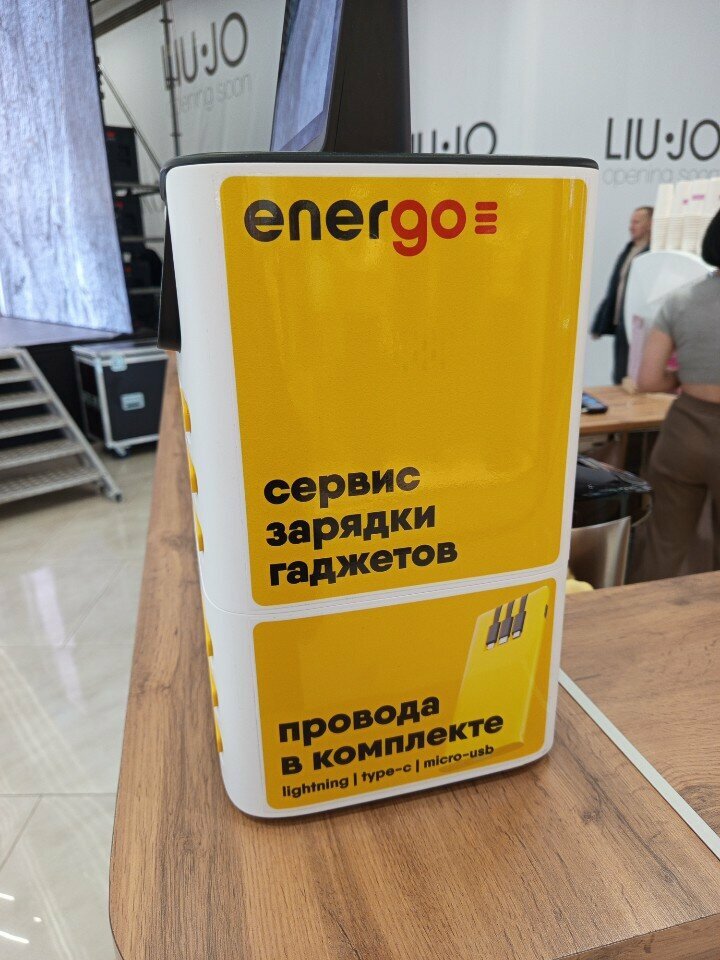 LIU·JO
opening soon
LIU·JO
LIU·JO
opening soon
energo
сервис
зарядки
гаджетов
провода
в комплекте
lightning | type-c | micro-usb